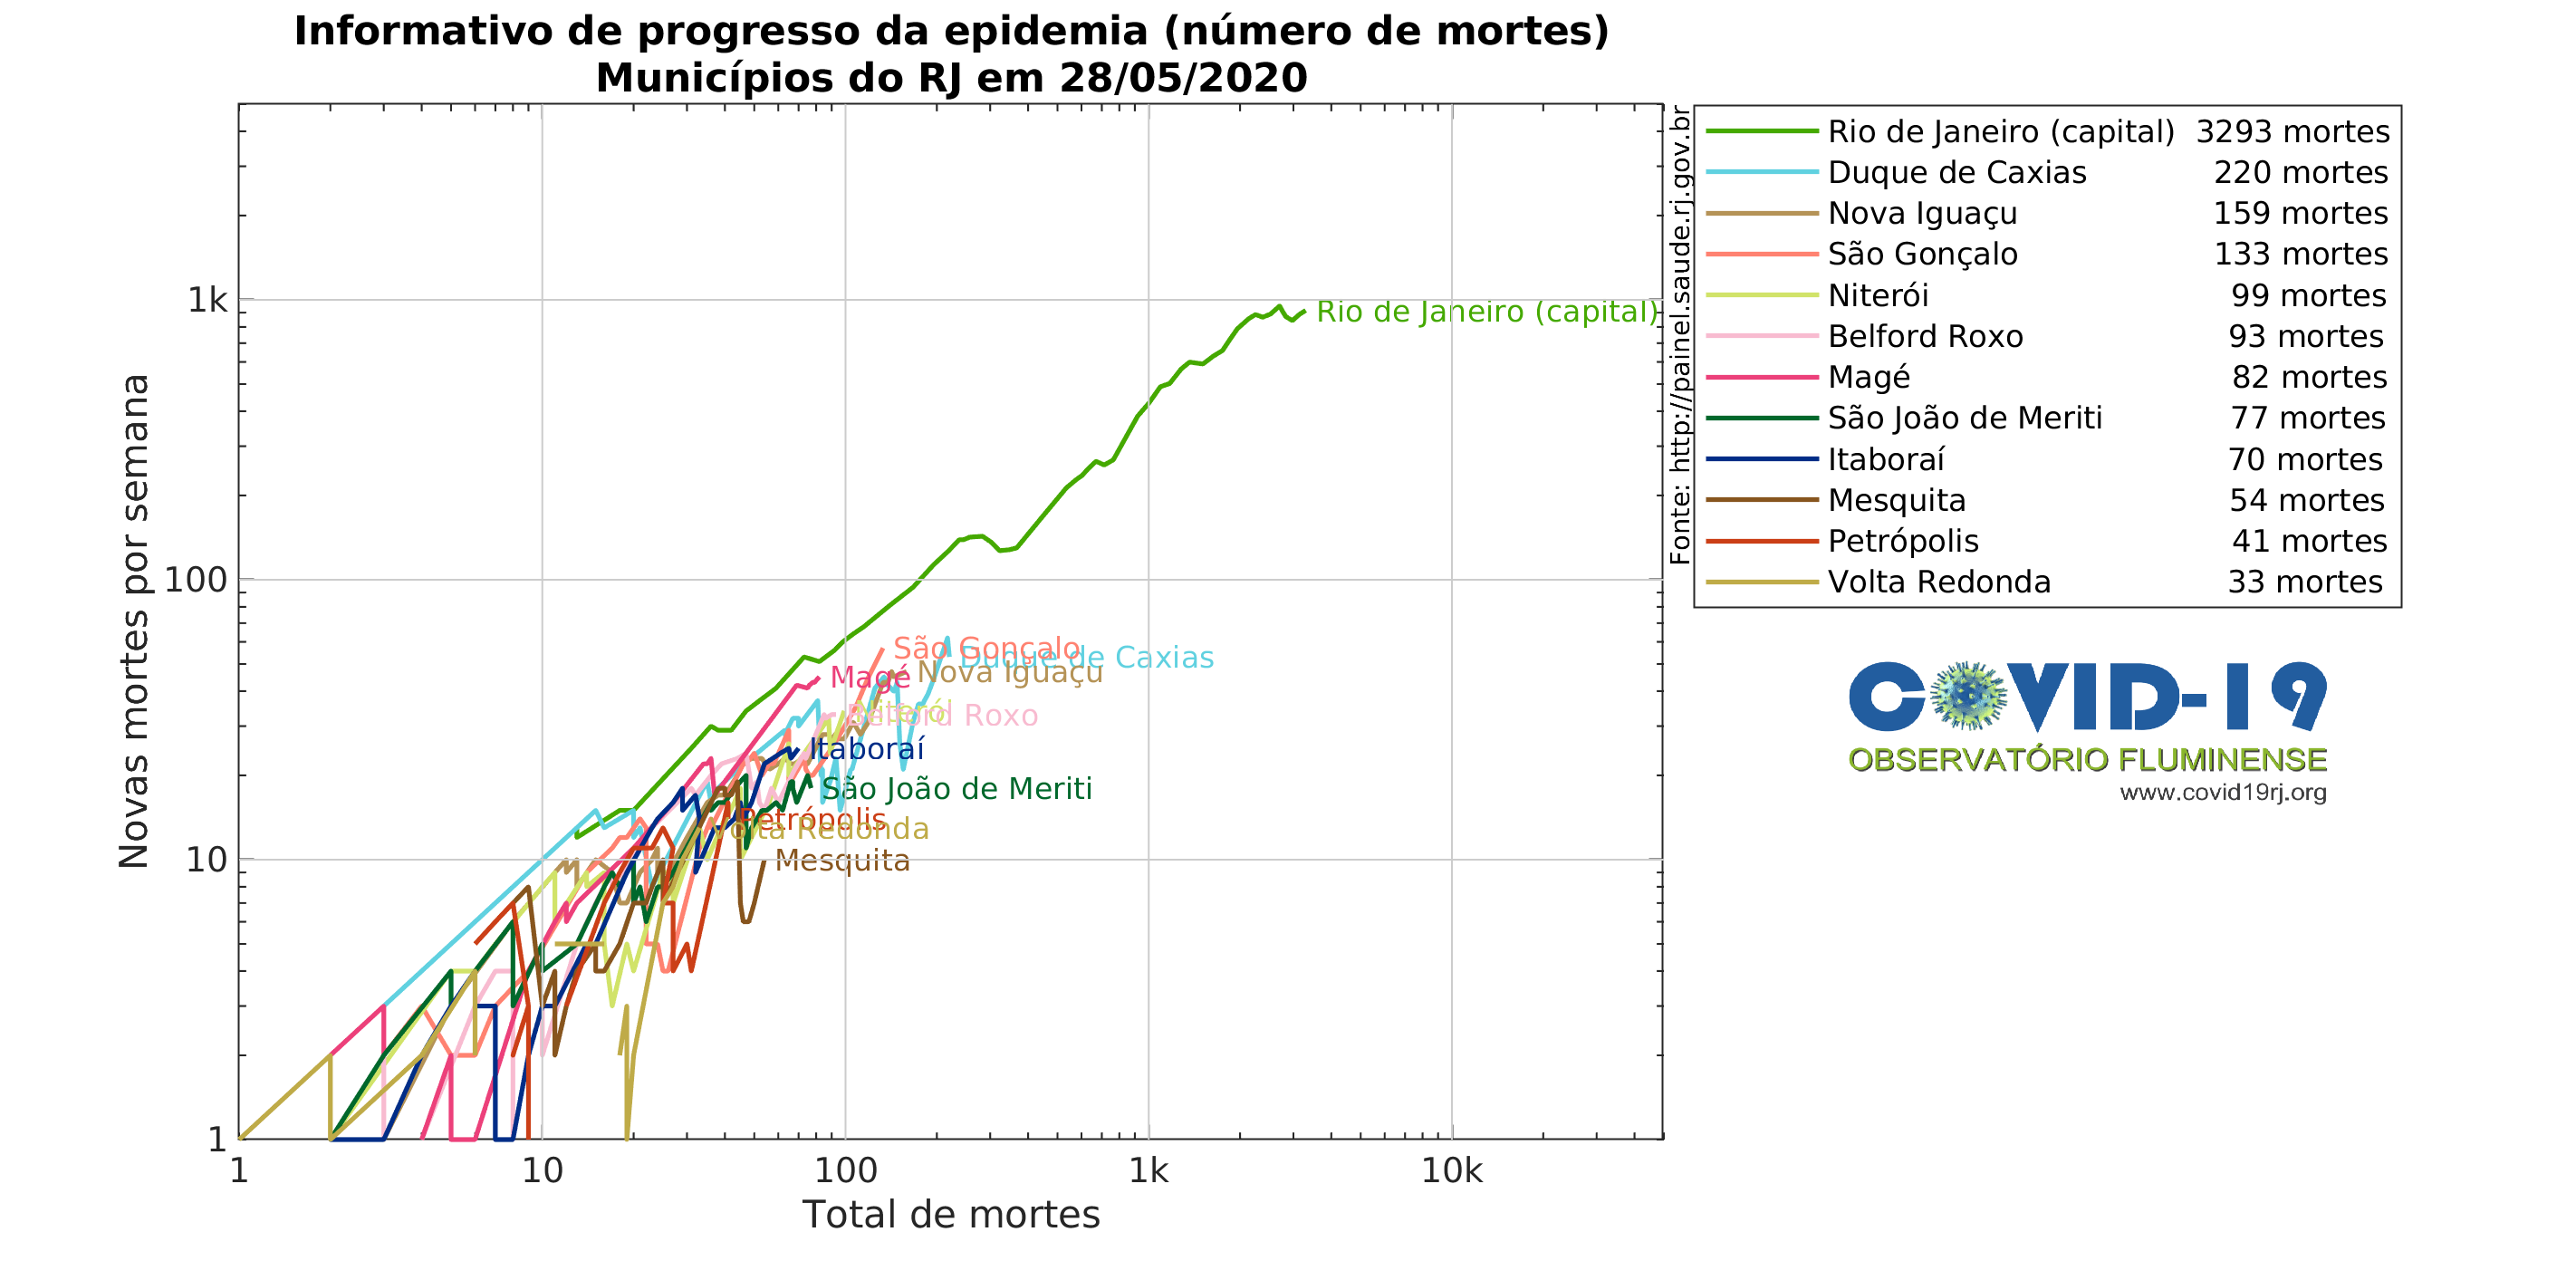 Informativo de progresso da epidemia (número de mortes)
Municípios do RJ em 28/05/2020
Novas mortes por semana
1k
100
10
1
1
10
100
1k
10k
Total de mortes
Rio de Janeiro (capital)
São Gonçalo
Duque de Caxias
Nova Iguaçu
Magé
Niterói
Belford Roxo
Itaboraí
São João de Meriti
Petrópolis
Volta Redonda
Mesquita
Fonte: http://painel.saude.rj.gov.br
Rio de Janeiro (capital) 3293 mortes
Duque de Caxias 220 mortes
Nova Iguaçu 159 mortes
São Gonçalo 133 mortes
Niterói 99 mortes
Belford Roxo 93 mortes
Magé 82 mortes
São João de Meriti 77 mortes
Itaboraí 70 mortes
Mesquita 54 mortes
Petrópolis 41 mortes
Volta Redonda 33 mortes
COVID-19
OBSERVATÓRIO FLUMINENSE
www.covid19rj.org